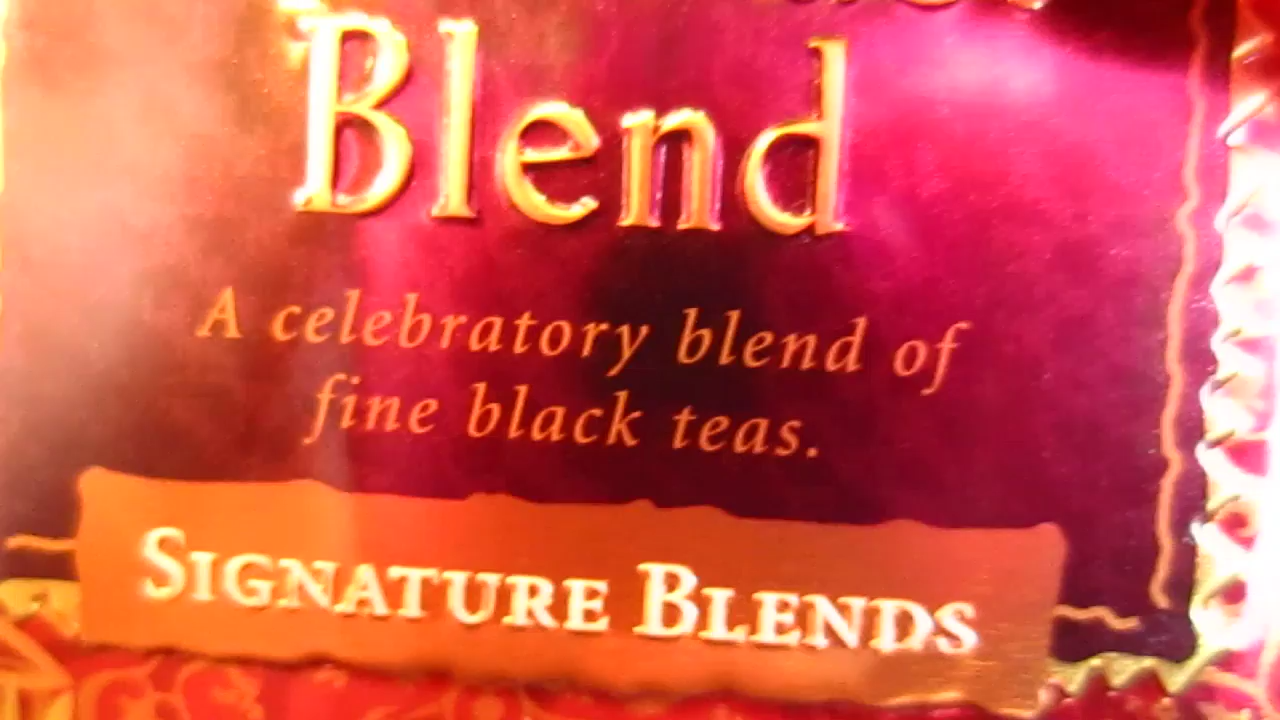 Blend
A celebratory blend of
fine black teas.
SIGNATURE BLENDS